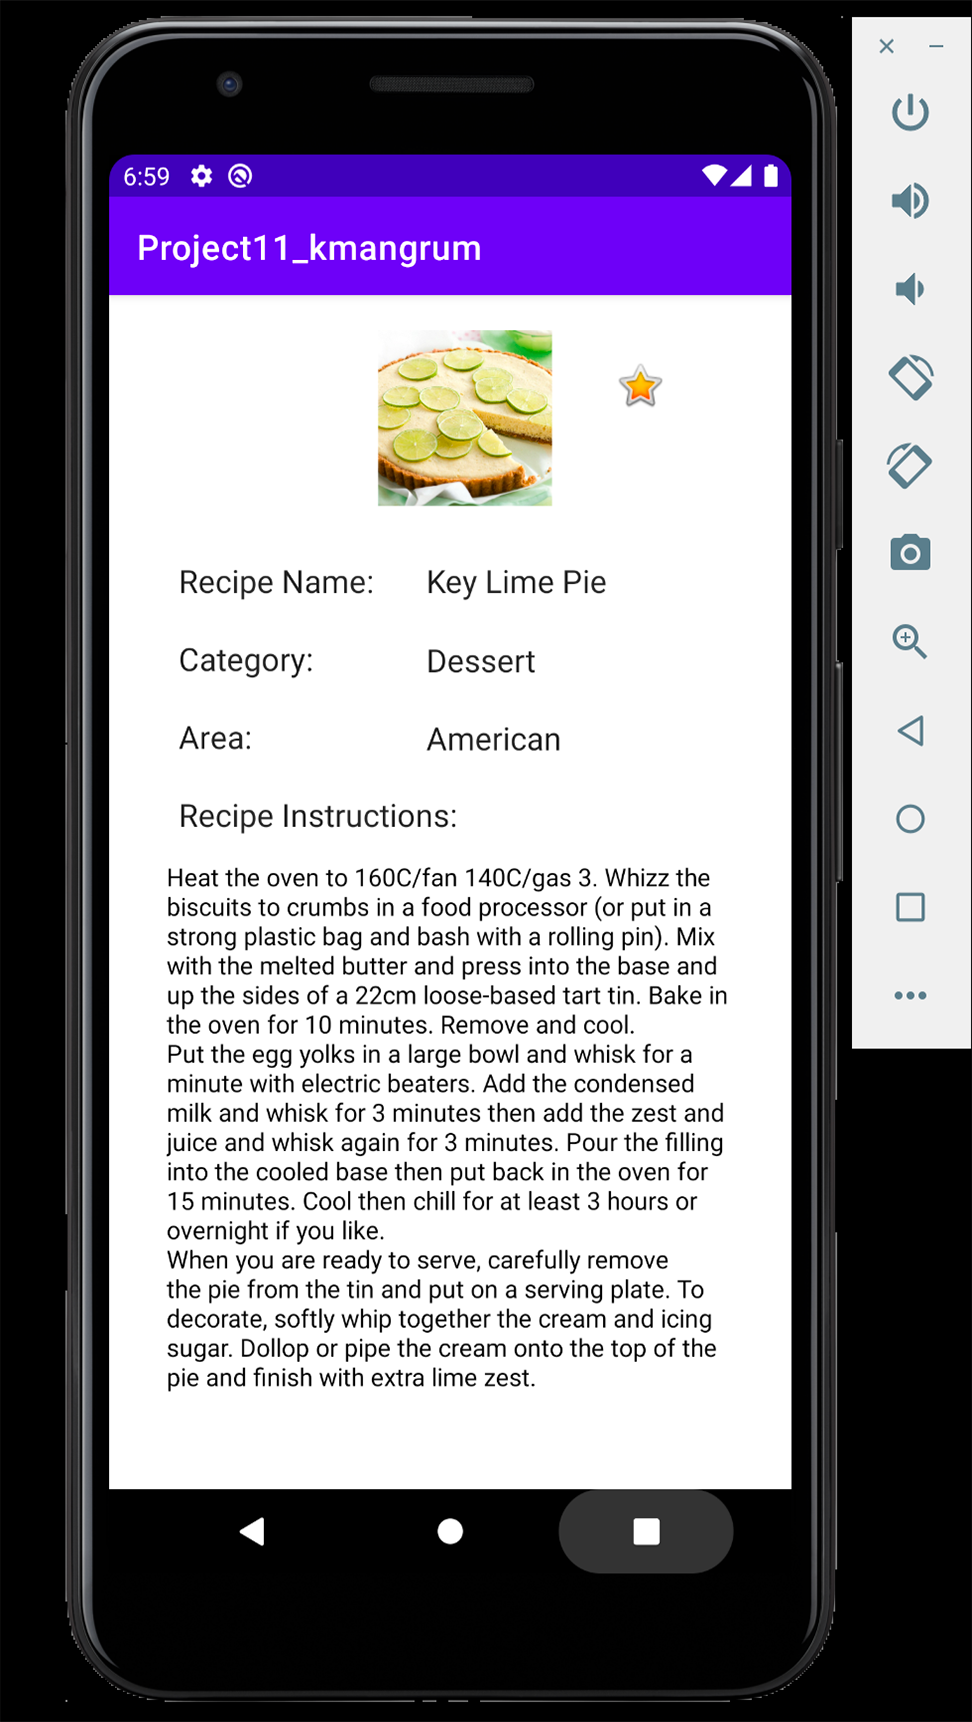 6:59
Project11_kmangrum
Recipe Name: Key Lime Pie
Category: Dessert
Area: American
Recipe Instructions:
Heat the oven to 160C/fan 140C/gas 3. Whizz the
biscuits to crumbs in a food processor (or put in a
strong plastic bag and bash with a rolling pin). Mix
with the melted butter and press into the base and
up the sides of a 22cm loose-based tart tin. Bake in
the oven for 10 minutes. Remove and cool.
Put the egg yolks in a large bowl and whisk for a
minute with electric beaters. Add the condensed
milk and whisk for 3 minutes then add the zest and
juice and whisk again for 3 minutes. Pour the filling
into the cooled base then put back in the oven for
15 minutes. Cool then chill for at least 3 hours or
overnight if you like.
When you are ready to serve, carefully remove
the pie from the tin and put on a serving plate. To
decorate, softly whip together the cream and icing
sugar. Dollop or pipe the cream onto the top of the
pie and finish with extra lime zest.